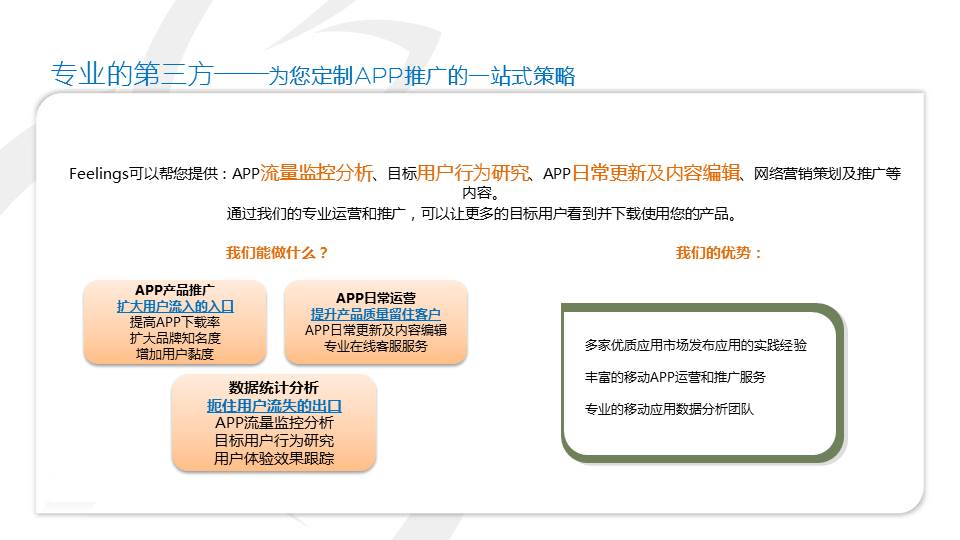 专业的第三方——为您定制APP推广的一站式策略
Feelings可以帮您提供：APP流量监控分析、目标用户行为研究、APP日常更新及内容编辑、网络营销策划及推广等
内容。
通过我们的专业运营和推广，可以让更多的目标用户看到并下载使用您的产品。
我们能做什么？
APP产品推广
扩大用户流入的入口
提高APP下载率
扩大品牌知名度
增加用户黏度
APP日常运营
提升产品质量留住客户
APP日常更新及内容编辑
专业在线客服服务
数据统计分析
扼住用户流失的出口
APP流量监控分析
目标用户行为研究
用户体验效果跟踪
我们的优势：
多家优质应用市场发布应用的实践经验
丰富的移动APP运营和推广服务
专业的移动应用数据分析团队